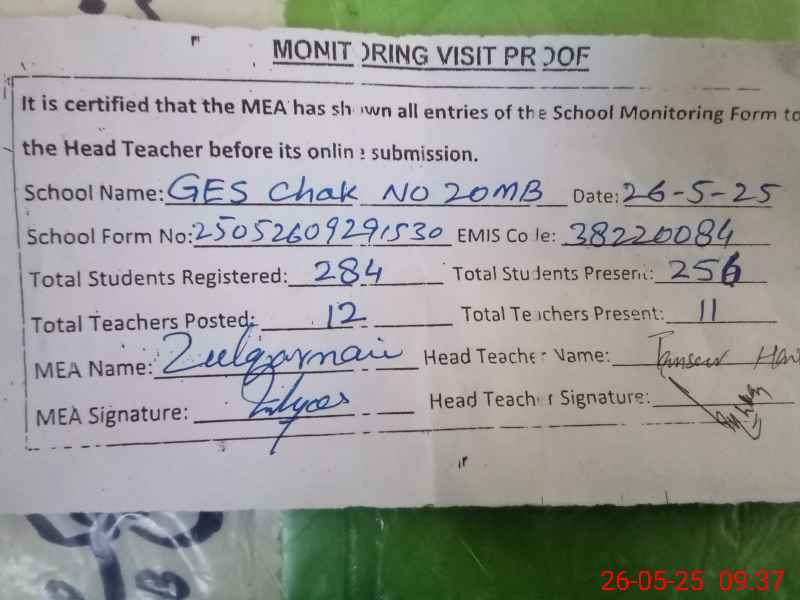 MONITORING VISIT PROOF
It is certified that the MEA has shown all entries of the School Monitoring Form to
the Head Teacher before its online submission.
School Name: GES Chak NO 20MB Date: 26-5-25
School Form No: 25052609291530 EMIS Code: 38220084
Total Students Registered: 284 Total Students Present: 256
Total Teachers Posted: 12 Total Teachers Present: 11
MEA Name: Zulqarnain Head Teacher Name:
MEA Signature: Head Teacher Signature:
26-05-25 09:37